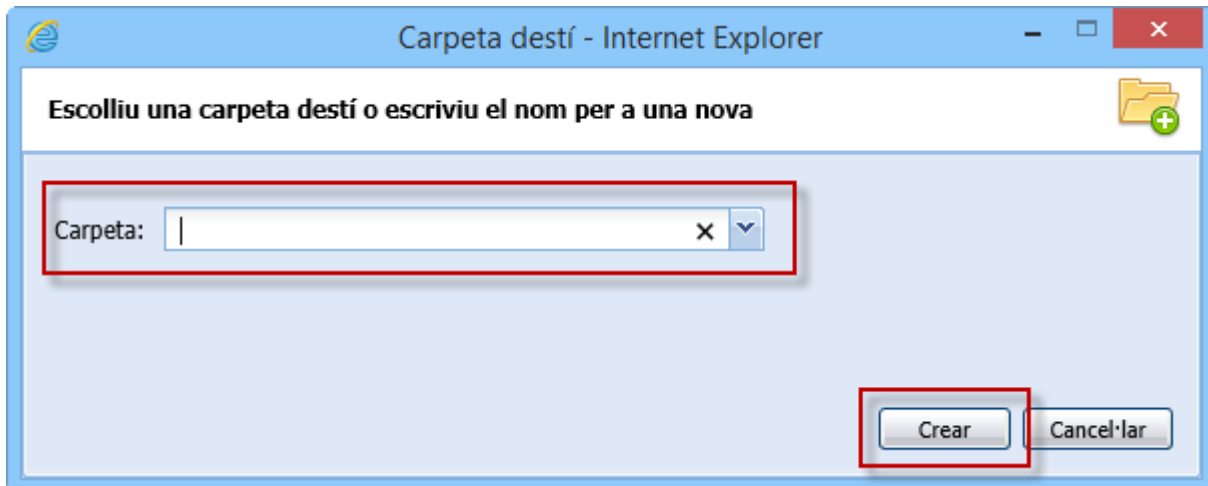 Carpeta destí - Internet Explorer
Escolliu una carpeta destí o escriviu el nom per a una nova
Carpeta:
Crear
Cancel·lar